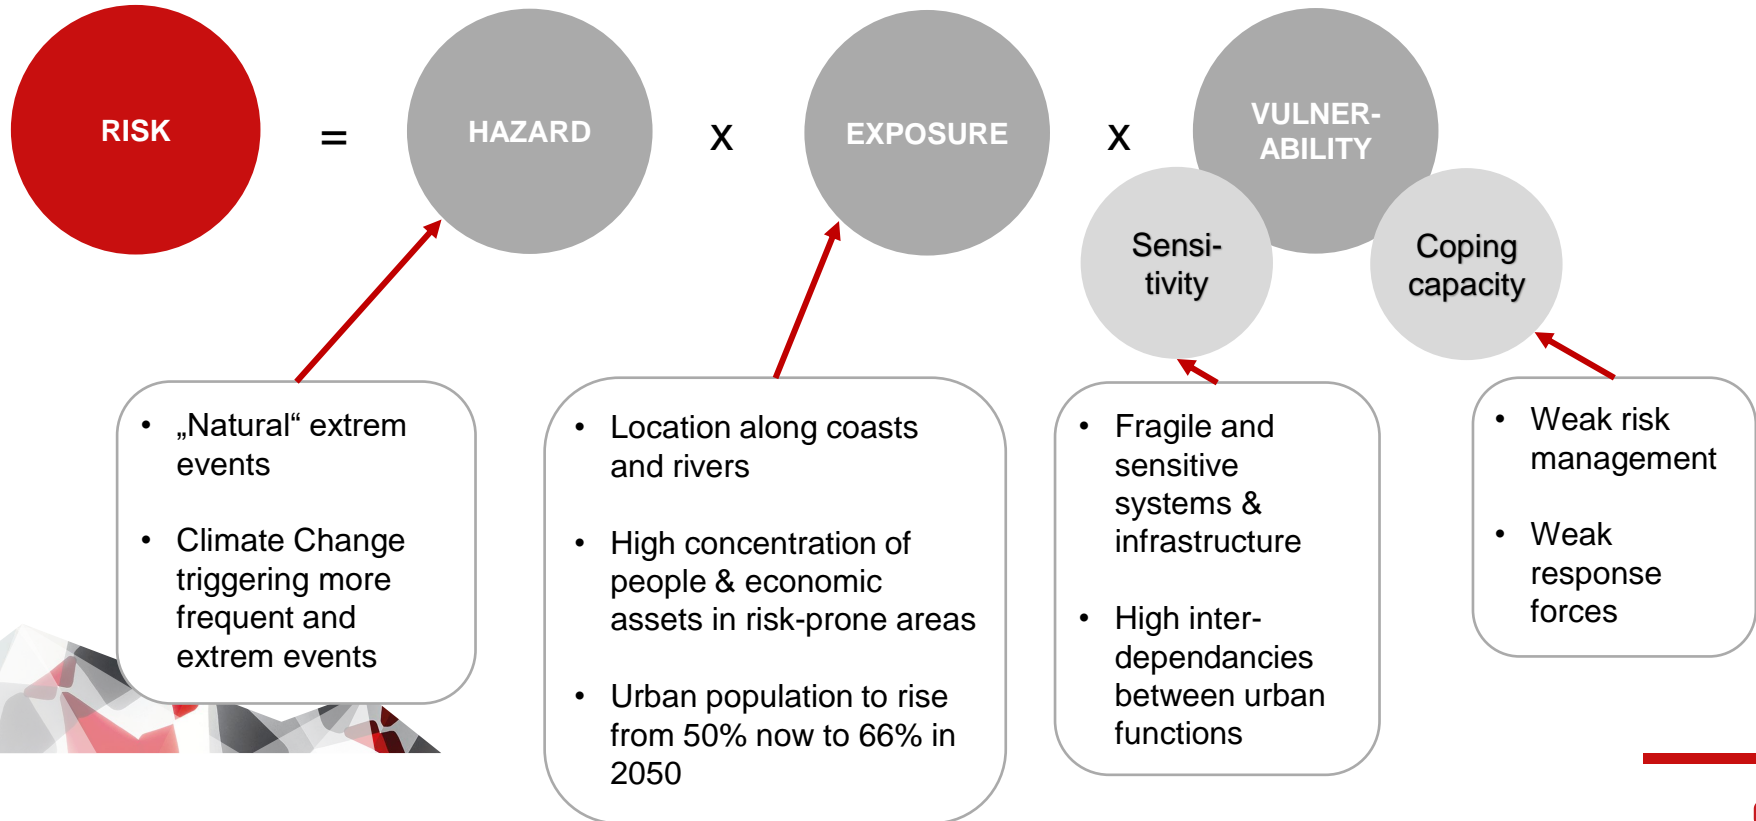 RISK
=
HAZARD
x
EXPOSURE
x
VULNER-
ABILITY
Sensi-
tivity
Coping
capacity
• „Natural“ extrem
events
• Climate Change
triggering more
frequent and
extrem events
• Location along coasts
and rivers
• High concentration of
people & economic
assets in risk-prone areas
• Urban population to rise
from 50% now to 66% in
2050
• Fragile and
sensitive
systems &
infrastructure
• High inter-
dependancies
between urban
functions
• Weak risk
management
• Weak
response
forces